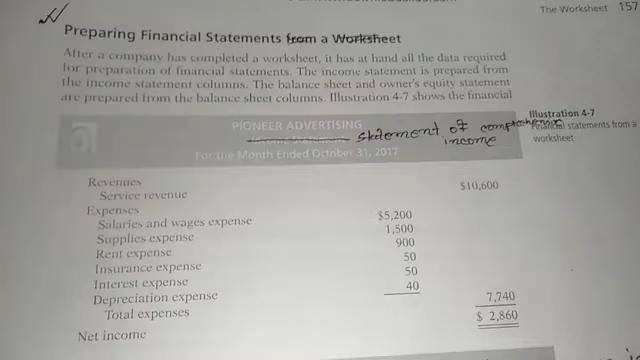 The Worksheet 157
Preparing Financial Statements from a Worksheet
After a company has completed a worksheet, it has at hand all the data required
for preparation of financial statements. The income statement is prepared from
the income statement columns. The balance sheet and owner's equity statement
are prepared from the balance sheet columns. Illustration 4-7 shows the financial
Illustration 4-7
Financial statements from a
worksheet
PIONEER ADVERTISING
statement of comprehensive
income
For the Month Ended October 31, 2017
Revenues
Service revenue $10,600
Expenses
Salaries and wages expense $5,200
Supplies expense 1,500
Rent expense 900
Insurance expense 50
Interest expense 50
Depreciation expense 40
Total expenses 7,740
Net income $ 2,860